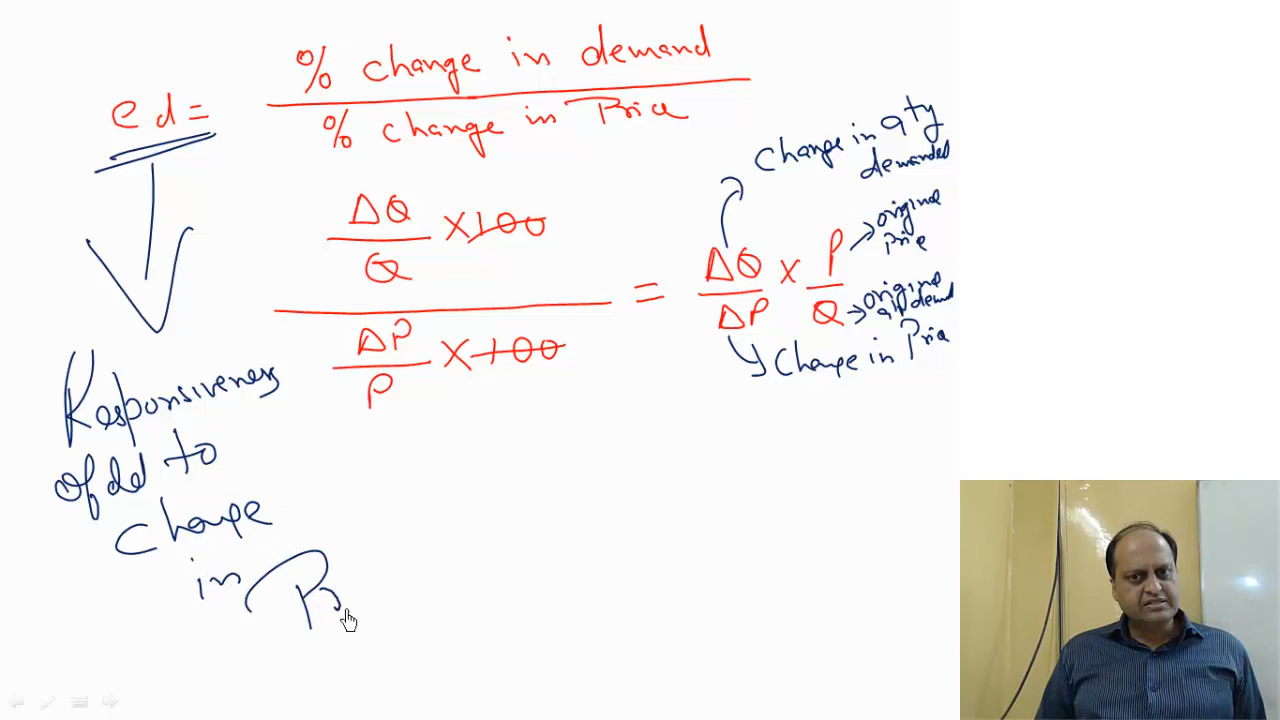 % change in demand
ed =
% change in Price
ΔQ
Q
×100
ΔP
P
×100
=
ΔQ
ΔP
×
P
Q
Change in qty
demanded
original
price
original
demand
Change in Price
Responsiveness
of dd to
Change
in Pr